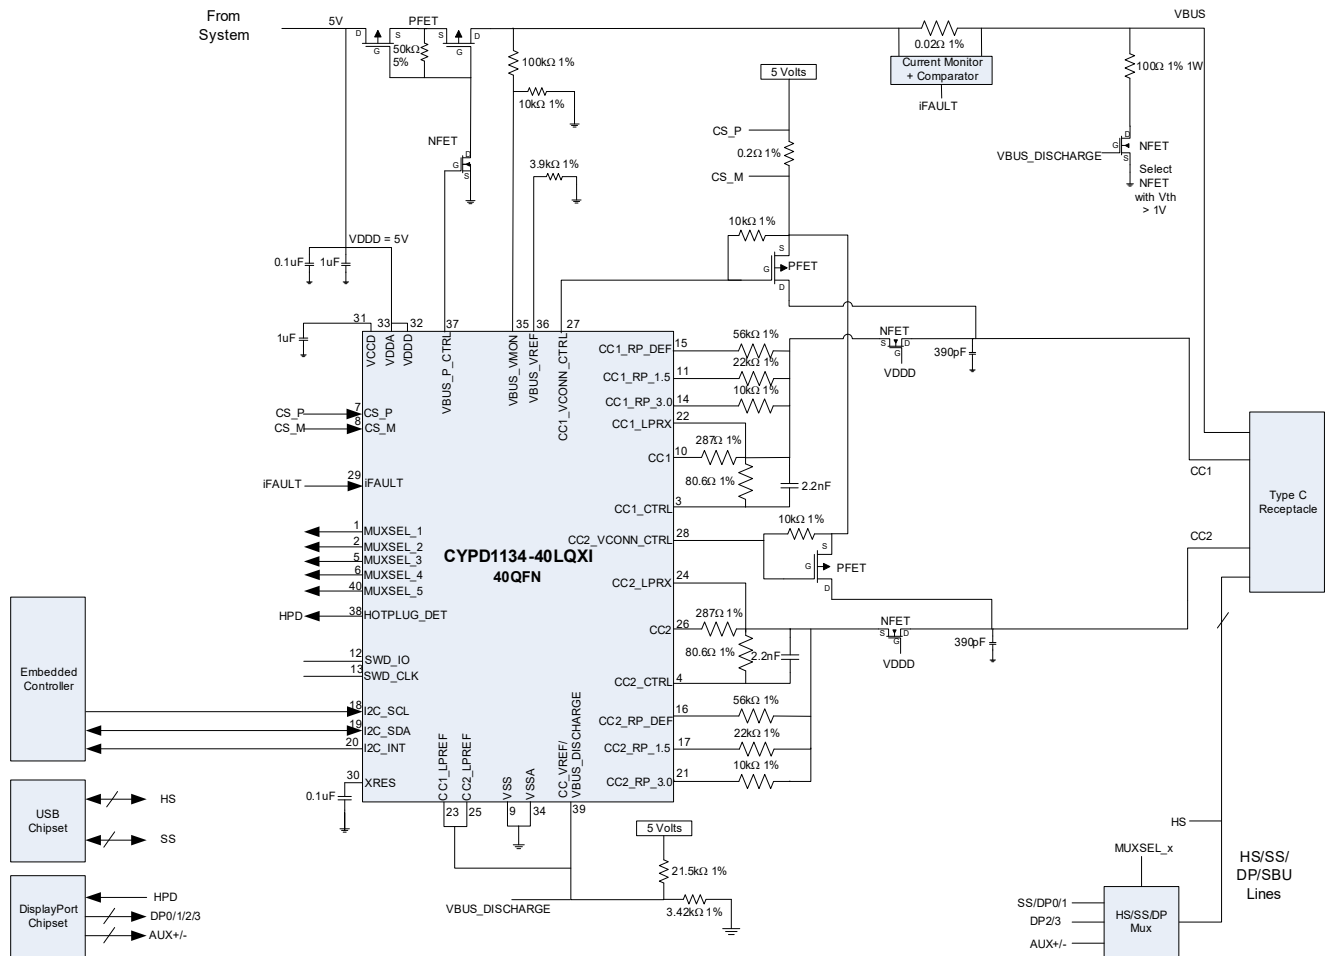 From
System
5V
PFET
D
S
G
50kΩ
5%
S
D
G
100kΩ 1%
10kΩ 1%
NFET
D
G
S
3.9kΩ 1%
5 Volts
CS_P
0.2Ω 1%
CS_M
10kΩ 1%
S
G
PFET
D
0.02Ω 1%
Current Monitor
+ Comparator
iFAULT
VBUS
100Ω 1% 1W
VBUS_DISCHARGE
D
G
NFET
S
Select
NFET
with Vth
> 1V
VDDD = 5V
0.1uF
1uF
1uF
31
33
32
37
35
36
27
VCCD
VDDA
VDDD
VBUS_P_CTRL
VBUS_VMON
VBUS_VREF
CC1_VCONN_CTRL
CS_P
7
CS_P
CS_M
8
CS_M
iFAULT
29
iFAULT
1
MUXSEL_1
2
MUXSEL_2
5
MUXSEL_3
6
MUXSEL_4
40
MUXSEL_5
HPD
38
HOTPLUG_DET
12
SWD_IO
13
SWD_CLK
18
I2C_SCL
19
I2C_SDA
20
I2C_INT
30
XRES
0.1uF
CYPD1134-40LQXI
40QFN
CC1_RP_DEF
15
56kΩ 1%
CC1_RP_1.5
11
22kΩ 1%
CC1_RP_3.0
14
10kΩ 1%
CC1_LPRX
22
CC1
10
287Ω 1%
80.6Ω 1%
2.2nF
CC1_CTRL
3
CC2_VCONN_CTRL
28
10kΩ 1%
S
G
PFET
D
CC2_LPRX
24
CC2
26
287Ω 1%
80.6Ω 1%
2.2nF
CC2_CTRL
4
CC2_RP_DEF
16
56kΩ 1%
CC2_RP_1.5
17
22kΩ 1%
CC2_RP_3.0
21
10kΩ 1%
NFET
S
D
G
VDDD
390pF
NFET
S
D
G
VDDD
390pF
CC1
CC2
Type C
Receptacle
CC1_LPREF
CC2_LPREF
VSS
VSSA
CC_VREF/
VBUS_DISCHARGE
23
25
9
34
39
5 Volts
21.5kΩ 1%
3.42kΩ 1%
VBUS_DISCHARGE
Embedded
Controller
USB
Chipset
HS
SS
DisplayPort
Chipset
HPD
DP0/1/2/3
AUX+/-
HS
MUXSEL_x
HS/SS/
DP/SBU
Lines
SS/DP0/1
DP2/3
AUX+/-
HS/SS/DP
Mux